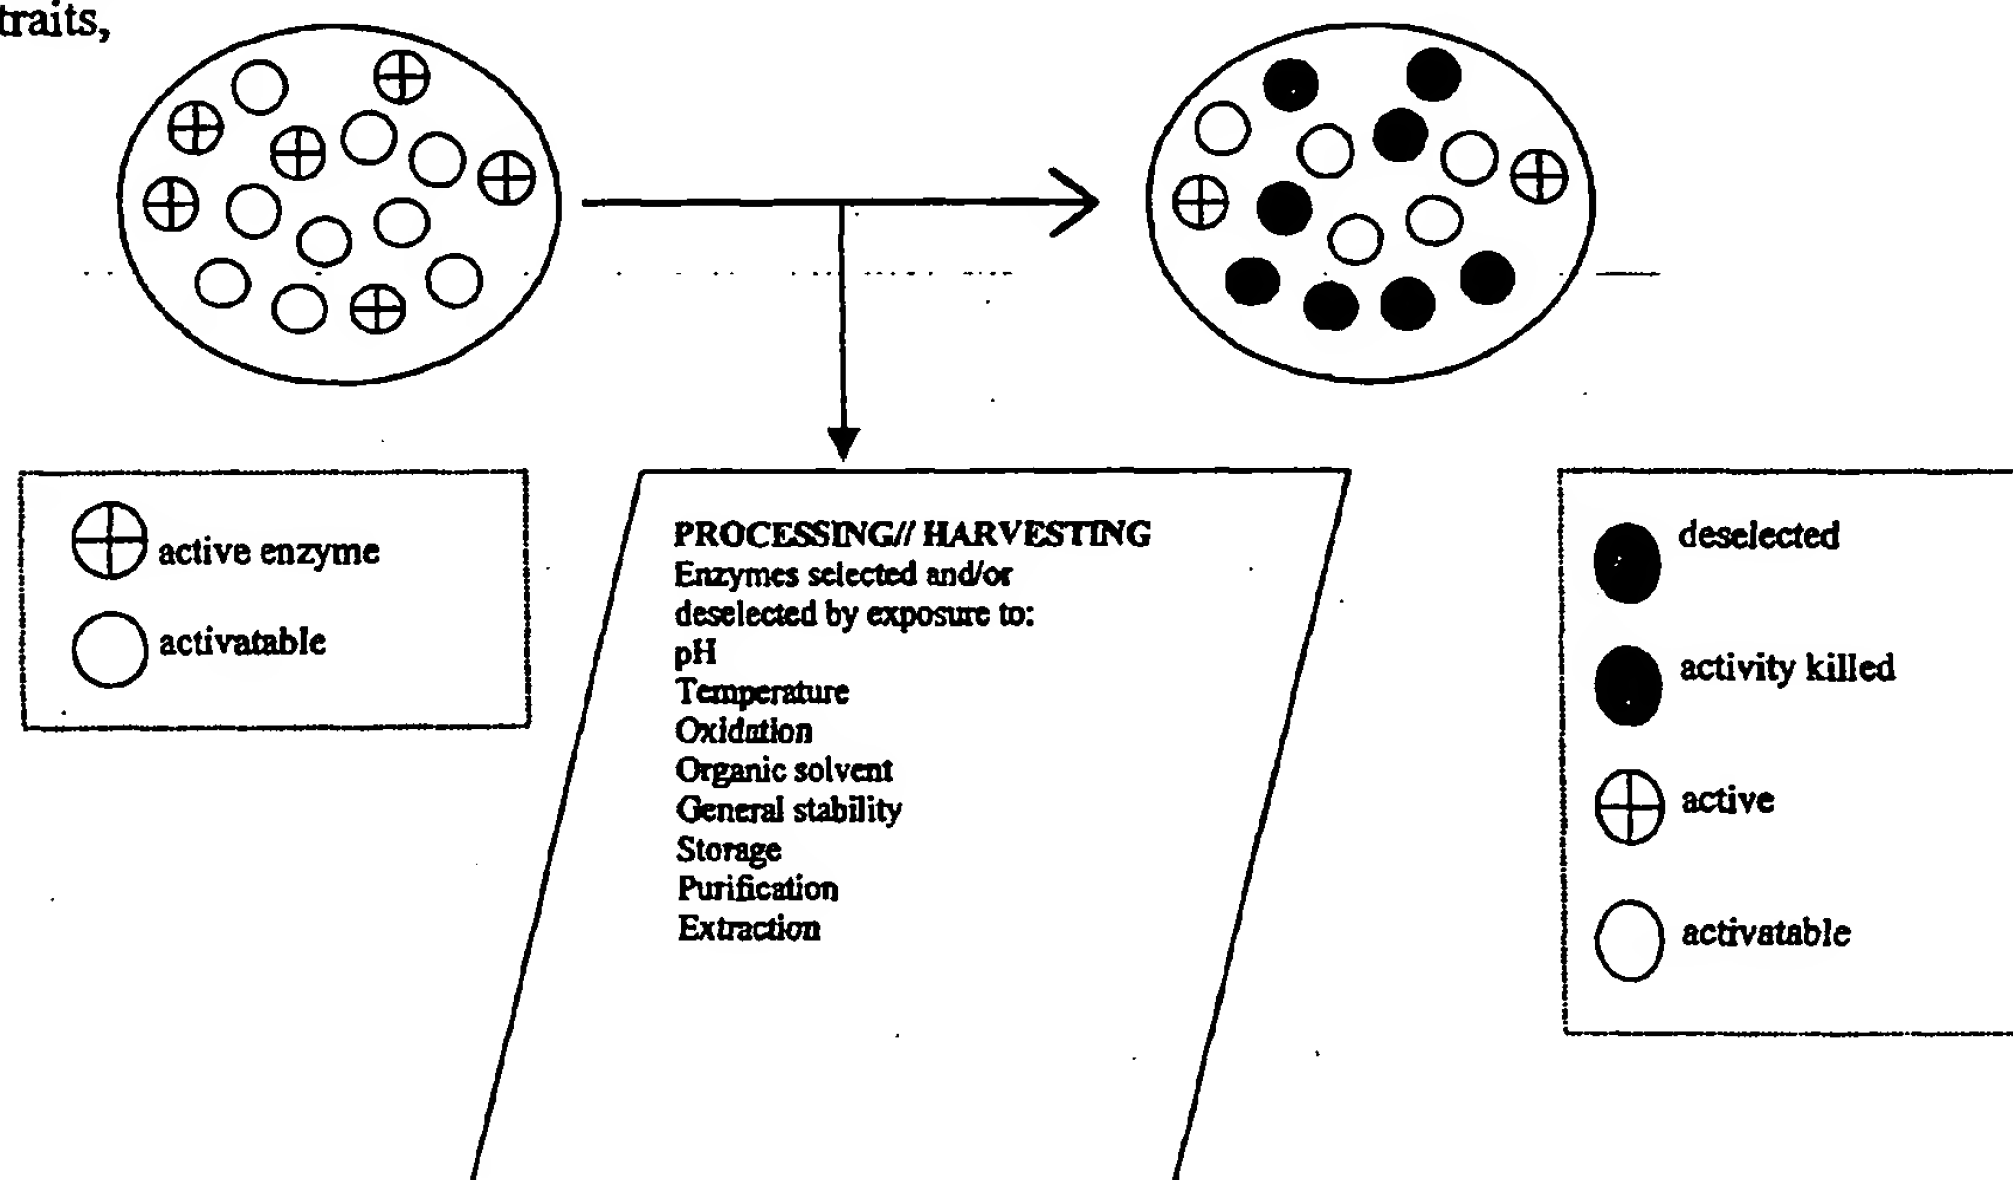 traits,
active enzyme
activatable
PROCESSING// HARVESTING
Enzymes selected and/or
deselected by exposure to:
pH
Temperature
Oxidation
Organic solvent
General stability
Storage
Purification
Extraction
deselected
activity killed
active
activatable